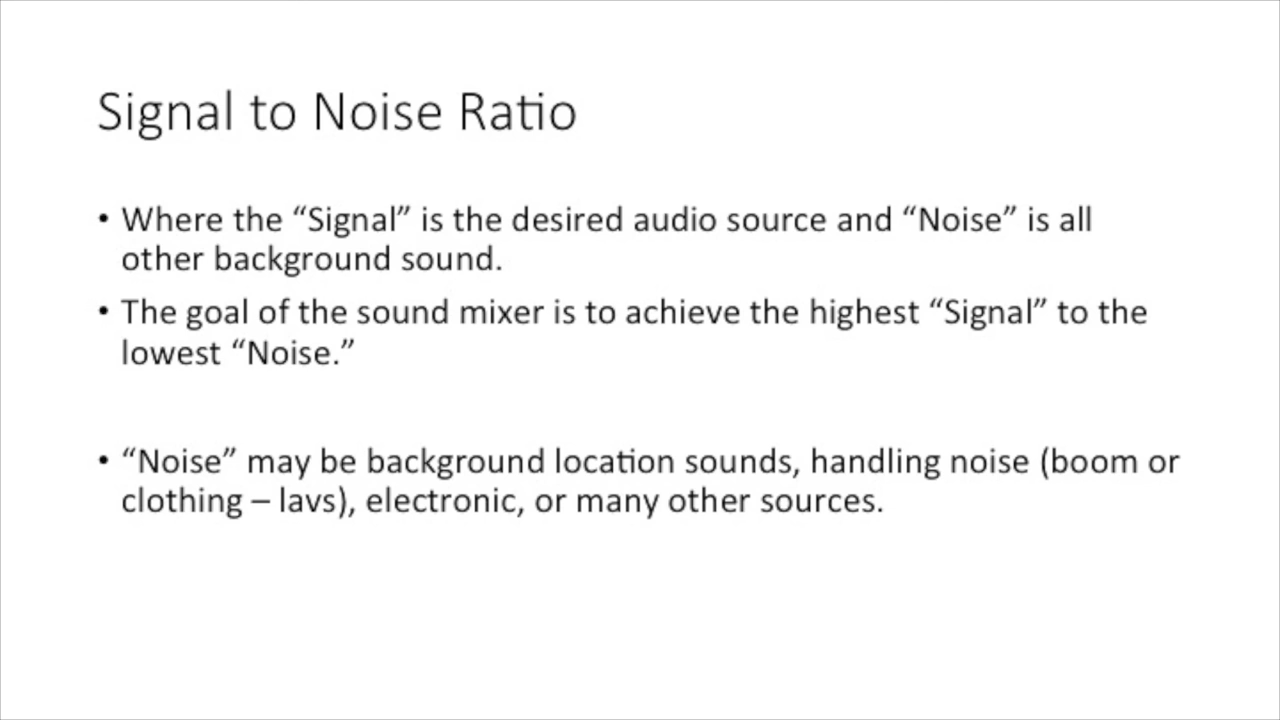 Signal to Noise Ratio
• Where the “Signal” is the desired audio source and “Noise” is all
other background sound.
• The goal of the sound mixer is to achieve the highest “Signal” to the
lowest “Noise.”
• “Noise” may be background location sounds, handling noise (boom or
clothing – lavs), electronic, or many other sources.